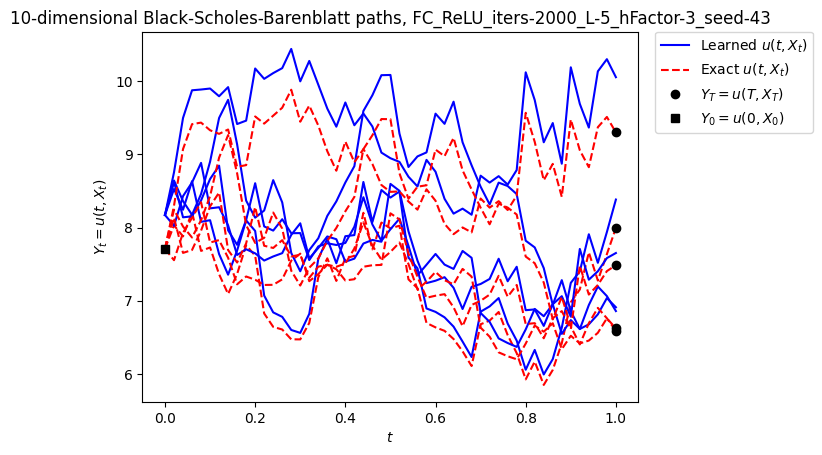 10-dimensional Black-Scholes-Barenblatt paths, FC_ReLU_iters-2000_L-5_hFactor-3_seed-43
Learned u(t, X_t)
Exact u(t, X_t)
Y_T = u(T, X_T)
Y_0 = u(0, X_0)
Y_t = u(t, X_t)
10
9
8
7
6
0.0 0.2 0.4 0.6 0.8 1.0
t